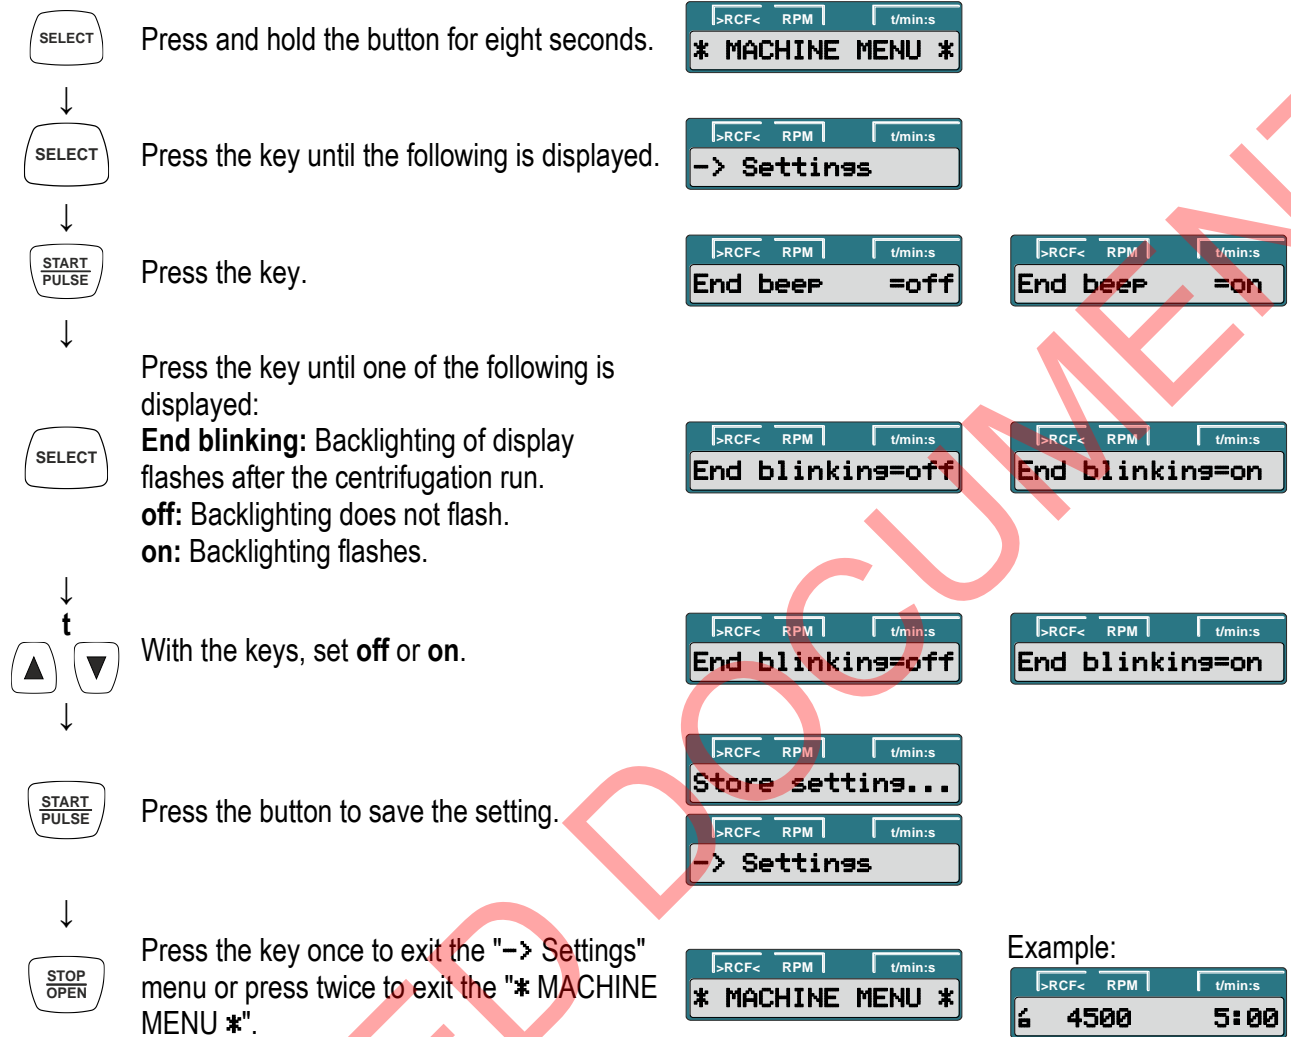 SELECT
Press and hold the button for eight seconds.
>RCF< RPM t/min:s
* MACHINE MENU *
↓
SELECT
Press the key until the following is displayed.
>RCF< RPM t/min:s
-> Settings
↓
START
PULSE
Press the key.
>RCF< RPM t/min:s
End beep =off
>RCF< RPM t/min:s
End beep =on
↓
SELECT
Press the key until one of the following is
displayed:
End blinking: Backlighting of display
flashes after the centrifugation run.
off: Backlighting does not flash.
on: Backlighting flashes.
>RCF< RPM t/min:s
End blinking=off
>RCF< RPM t/min:s
End blinking=on
↓
t
▲ ▼
With the keys, set off or on.
>RCF< RPM t/min:s
End blinking=off
>RCF< RPM t/min:s
End blinking=on
↓
START
PULSE
Press the button to save the setting.
>RCF< RPM t/min:s
Store setting...
>RCF< RPM t/min:s
-> Settings
↓
STOP
OPEN
Press the key once to exit the "-> Settings"
menu or press twice to exit the "* MACHINE
MENU *".
>RCF< RPM t/min:s
* MACHINE MENU *
Example:
>RCF< RPM t/min:s
4500 5:00
ED DOCUMENT